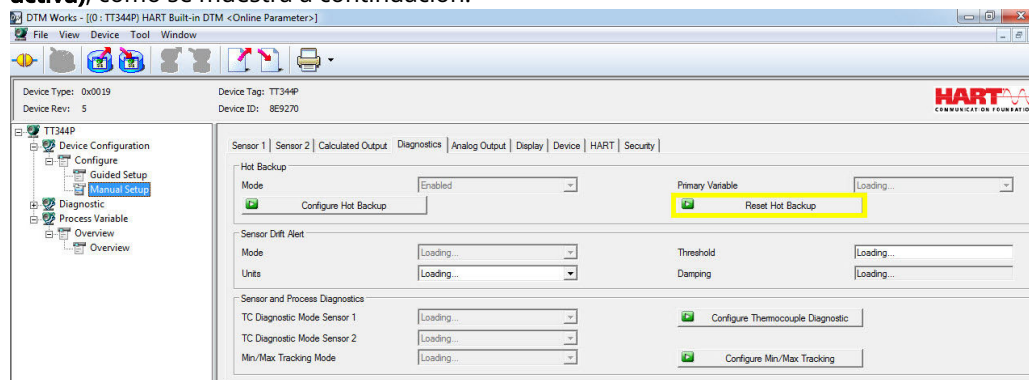 activa), como se muestra a continuación.
DTM Works - [(0 : TT344P) HART Built-in DTM <Online Parameter>]
File View Device Tool Window
Device Type: 0x0019 Device Tag: TT344P
Device Rev: 5 Device ID: 8E9270
HART
COMMUNICATION FOUNDATIO
TT344P
Device Configuration
Configure
Guided Setup
Manual Setup
Diagnostic
Process Variable
Overview
Overview
Sensor 1 | Sensor 2 | Calculated Output Diagnostics | Analog Output | Display | Device | HART | Security |
Hot Backup
Mode Enabled Primary Variable Loading...
Configure Hot Backup Reset Hot Backup
Sensor Drift Alert
Mode Loading... Threshold Loading...
Units Loading... Damping Loading...
Sensor and Process Diagnostics
TC Diagnostic Mode Sensor 1 Loading... Configure Thermocouple Diagnostic
TC Diagnostic Mode Sensor 2 Loading...
Min/Max Tracking Mode Loading... Configure Min/Max Tracking